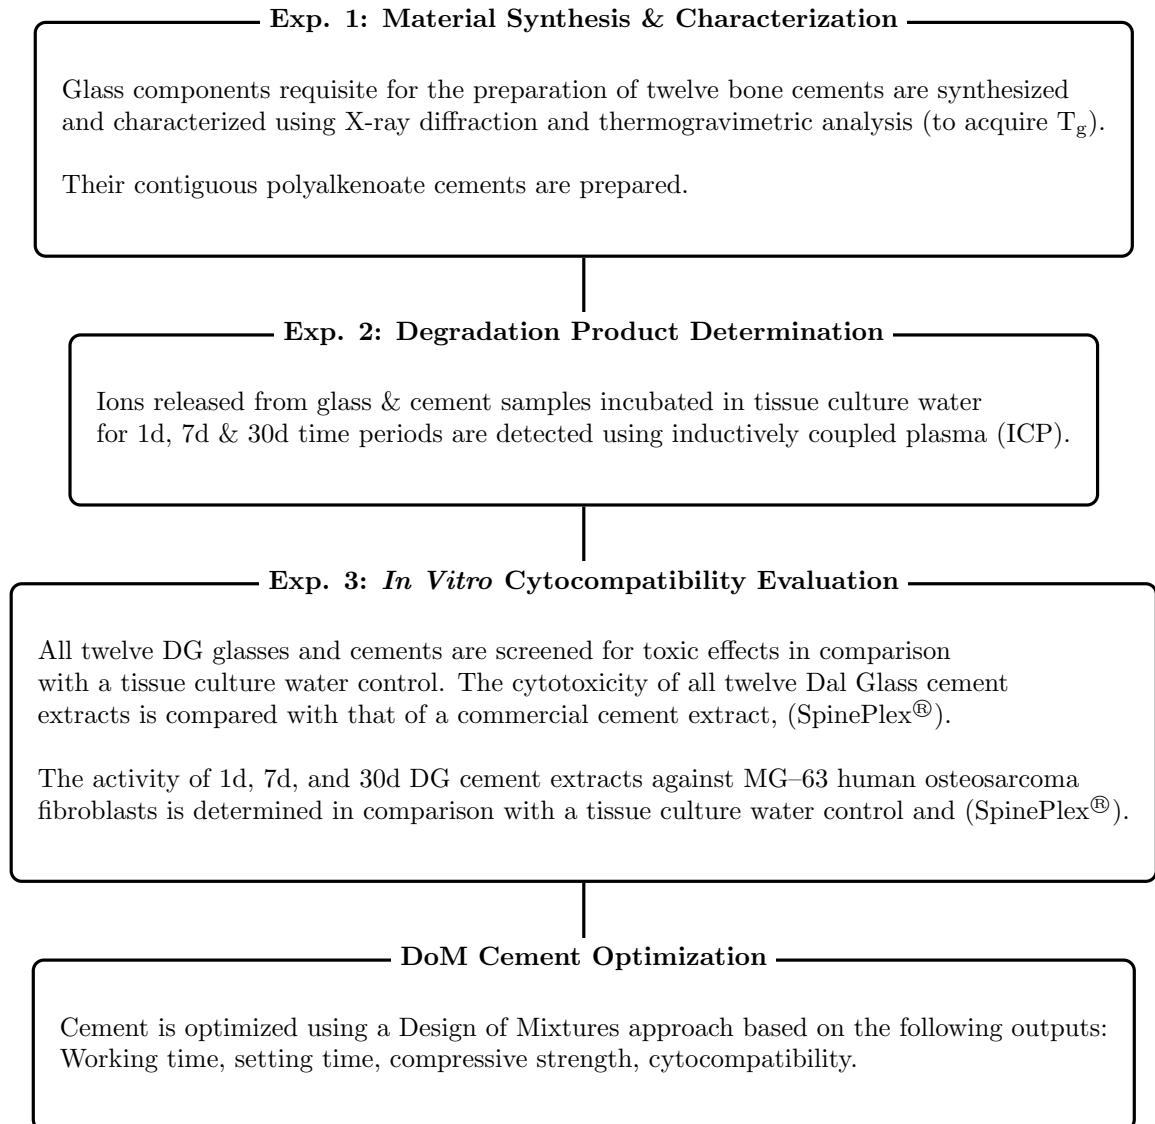 Exp. 1: Material Synthesis & Characterization
Glass components requisite for the preparation of twelve bone cements are synthesized
and characterized using X-ray diffraction and thermogravimetric analysis (to acquire Tg).
Their contiguous polyalkenoate cements are prepared.
Exp. 2: Degradation Product Determination
Ions released from glass & cement samples incubated in tissue culture water
for 1d, 7d & 30d time periods are detected using inductively coupled plasma (ICP).
Exp. 3: In Vitro Cytocompatibility Evaluation
All twelve DG glasses and cements are screened for toxic effects in comparison
with a tissue culture water control. The cytotoxicity of all twelve Dal Glass cement
extracts is compared with that of a commercial cement extract, (SpinePlex®).
The activity of 1d, 7d, and 30d DG cement extracts against MG–63 human osteosarcoma
fibroblasts is determined in comparison with a tissue culture water control and (SpinePlex®).
DoM Cement Optimization
Cement is optimized using a Design of Mixtures approach based on the following outputs:
Working time, setting time, compressive strength, cytocompatibility.